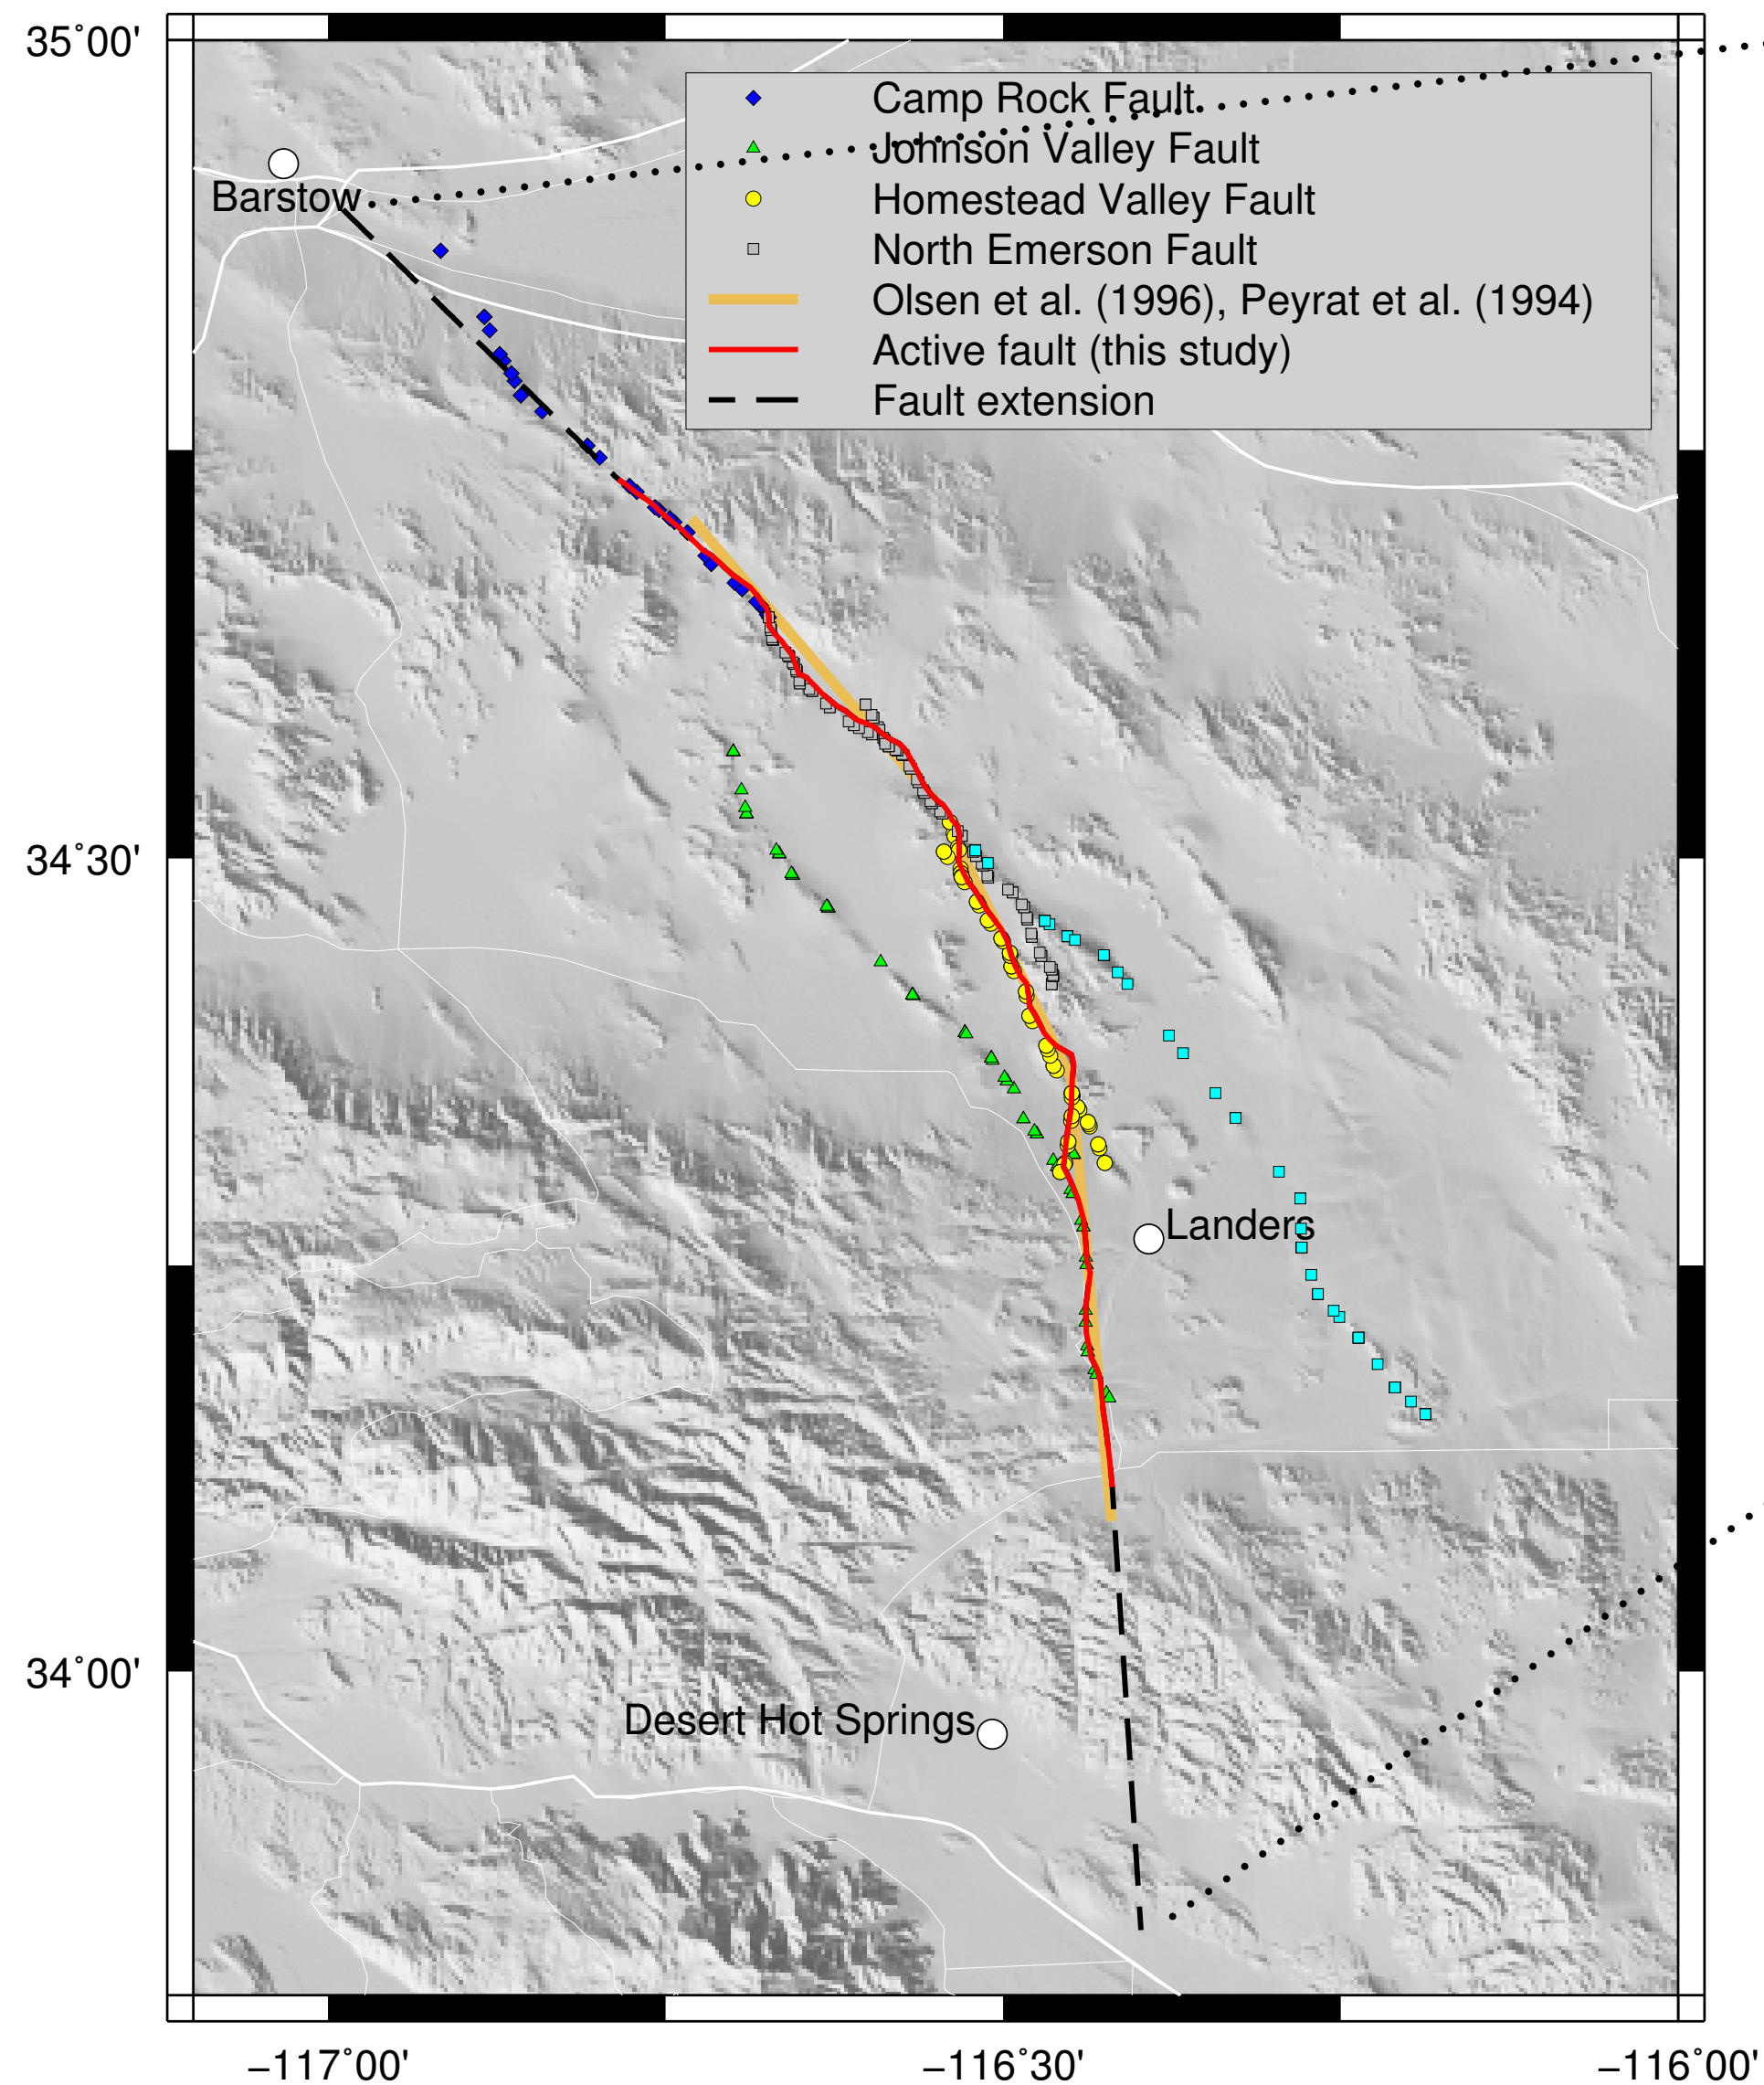 35°00'
Camp Rock Fault
Johnson Valley Fault
Barstow
Homestead Valley Fault
North Emerson Fault
Olsen et al. (1996), Peyrat et al. (1994)
Active fault (this study)
Fault extension
34°30'
Landers
34°00'
Desert Hot Springs
−117°00'
−116°30'
−116°00'